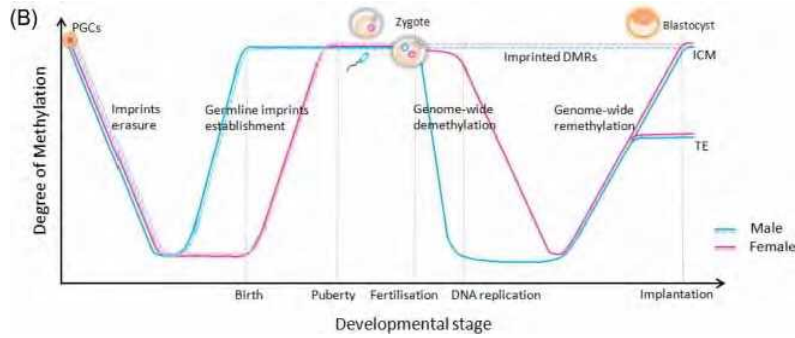 (B)
PGCs
Zygote
Blastocyst
Imprinted DMRs
ICM
Imprints
erasure
Germline imprints
establishment
Genome-wide
demethylation
Genome-wide
remethylation
TE
Degree of Methylation
Male
Female
Birth
Puberty
Fertilisation
DNA replication
Implantation
Developmental stage